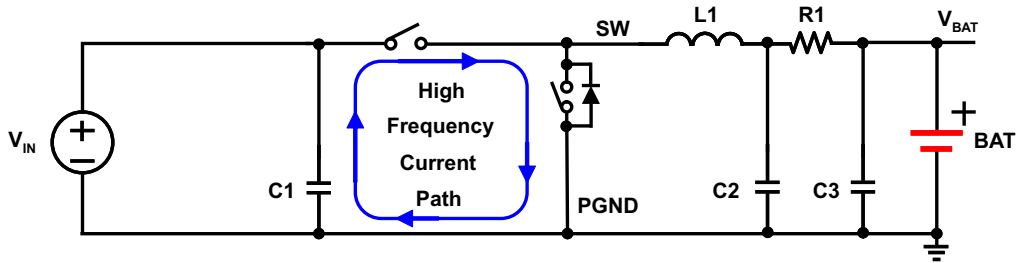 SW
L1
R1
VBAT
High
Frequency
Current
Path
VIN
+
−
C1
PGND
C2
C3
+
BAT